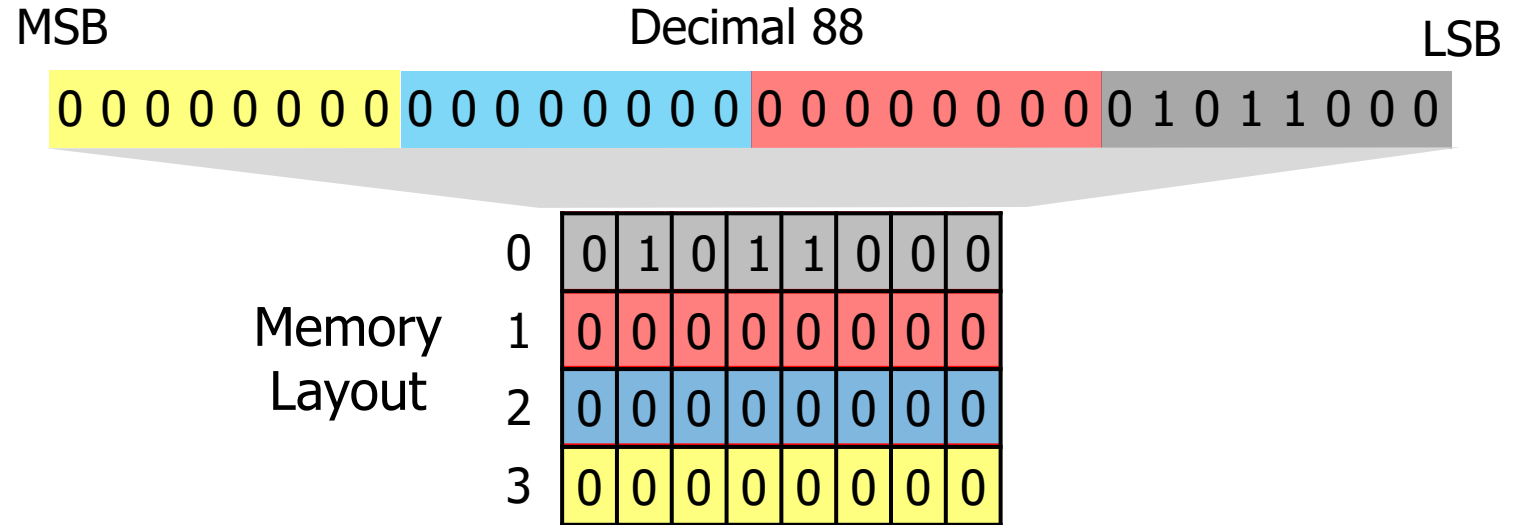 MSB Decimal 88 LSB
0 0 0 0 0 0 0 0 0 0 0 0 0 0 0 0 0 0 0 0 0 0 0 0 0 1 0 1 1 0 0 0
0 0 1 0 1 1 0 0 0
Memory 1 0 0 0 0 0 0 0 0
Layout 2 0 0 0 0 0 0 0 0
3 0 0 0 0 0 0 0 0